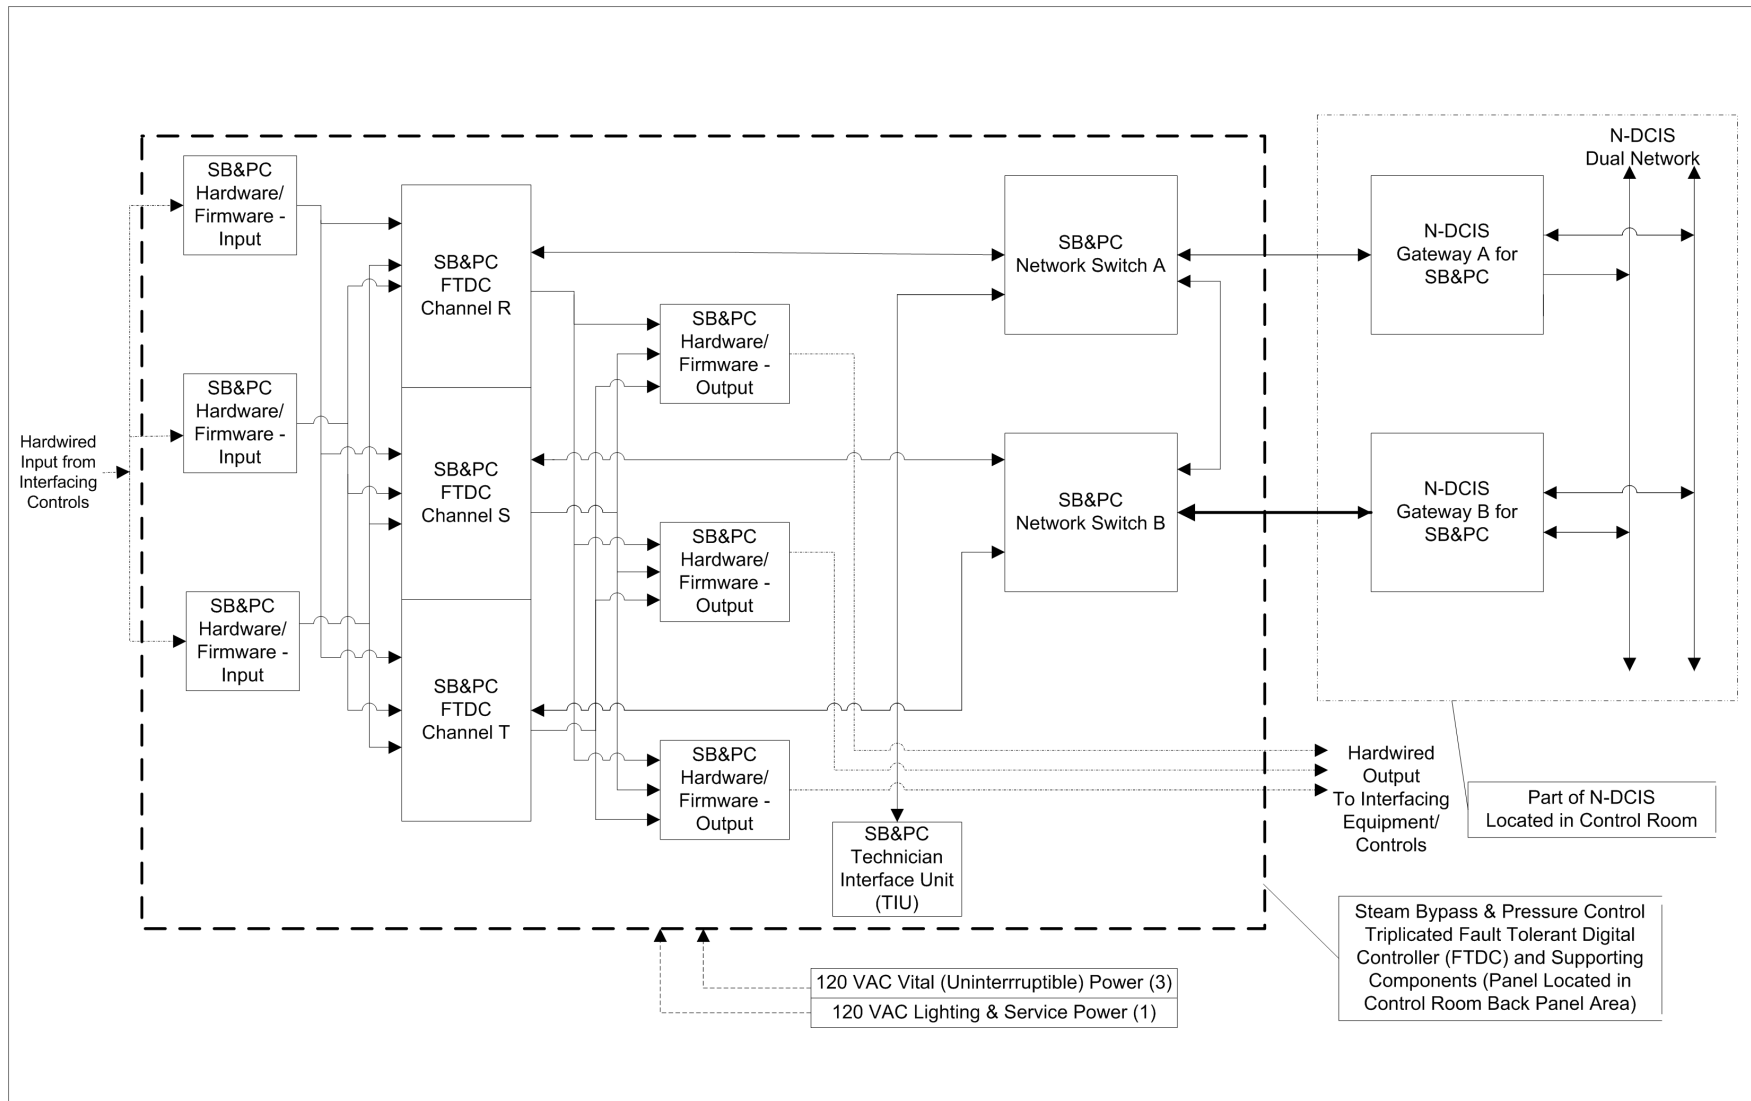 Hardwired
Input from
Interfacing
Controls
SB&PC
Hardware/
Firmware -
Input
SB&PC
Hardware/
Firmware -
Input
SB&PC
Hardware/
Firmware -
Input
SB&PC
FTDC
Channel R
SB&PC
FTDC
Channel S
SB&PC
FTDC
Channel T
SB&PC
Hardware/
Firmware -
Output
SB&PC
Hardware/
Firmware -
Output
SB&PC
Hardware/
Firmware -
Output
SB&PC
Technician
Interface Unit
(TIU)
SB&PC
Network Switch A
SB&PC
Network Switch B
N-DCIS
Gateway A for
SB&PC
N-DCIS
Gateway B for
SB&PC
N-DCIS
Dual Network
Hardwired
Output
To Interfacing
Equipment/
Controls
Part of N-DCIS
Located in Control Room
Steam Bypass & Pressure Control
Triplicated Fault Tolerant Digital
Controller (FTDC) and Supporting
Components (Panel Located in
Control Room Back Panel Area)
120 VAC Vital (Uninterrruptible) Power (3)
120 VAC Lighting & Service Power (1)